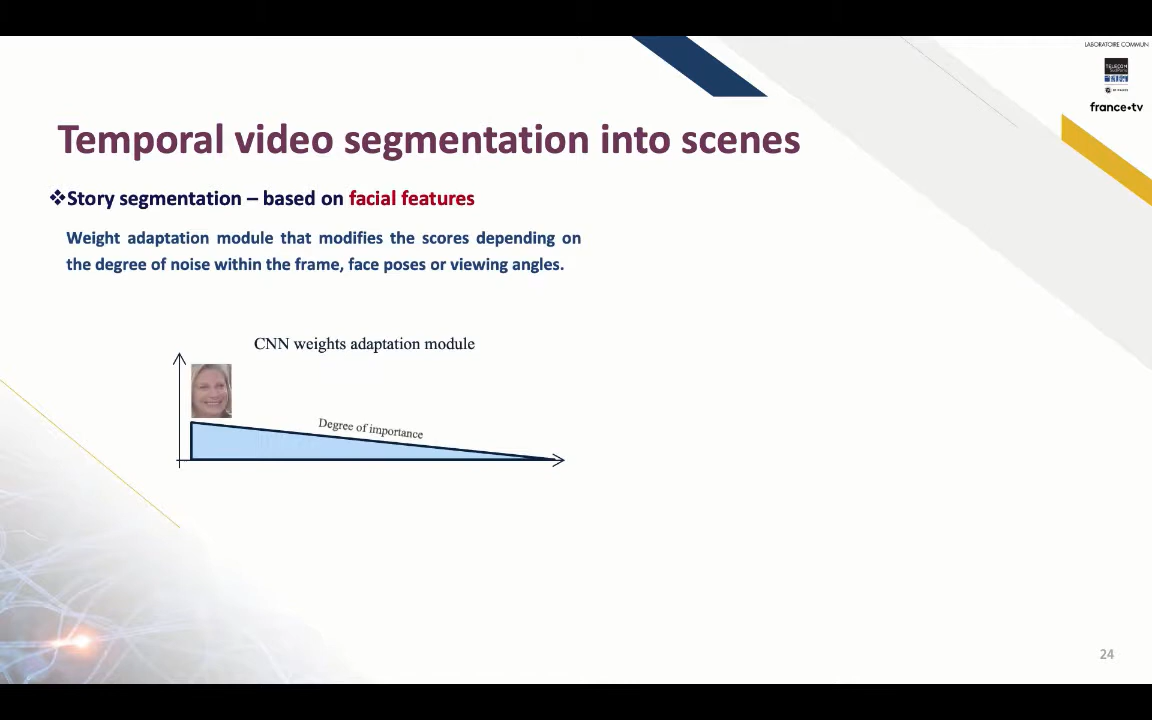 LABORATOIRE COMMUN
TELECOM
SudParis
france•tv
Temporal video segmentation into scenes
❖Story segmentation – based on facial features
Weight adaptation module that modifies the scores depending on
the degree of noise within the frame, face poses or viewing angles.
CNN weights adaptation module
Degree of importance
24